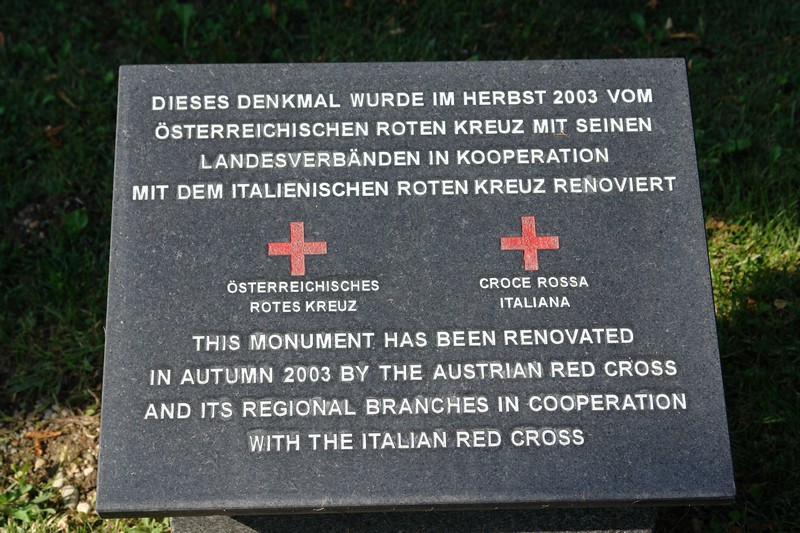 DIESES DENKMAL WURDE IM HERBST 2003 VOM
ÖSTERREICHISCHEN ROTEN KREUZ MIT SEINEN
LANDESVERBÄNDEN IN KOOPERATION
MIT DEM ITALIENISCHEN ROTEN KREUZ RENOVIERT
ÖSTERREICHISCHES
ROTES KREUZ
CROCE ROSSA
ITALIANA
THIS MONUMENT HAS BEEN RENOVATED
IN AUTUMN 2003 BY THE AUSTRIAN RED CROSS
AND ITS REGIONAL BRANCHES IN COOPERATION
WITH THE ITALIAN RED CROSS